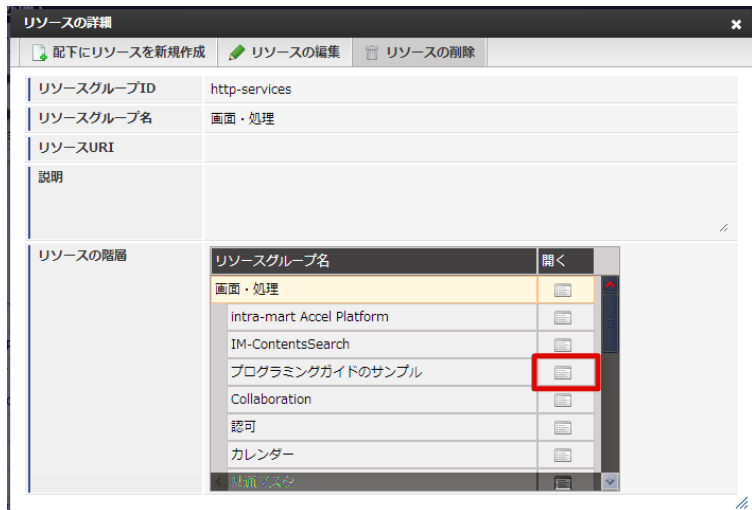 リソースの詳細
配下にリソースを新規作成 リソースの編集 リソースの削除
リソースグループID http-services
リソースグループ名 画面・処理
リソースURI
説明
リソースの階層
リソースグループ名 開く
画面・処理
intra-mart Accel Platform
IM-ContentsSearch
プログラミングガイドのサンプル
Collaboration
認可
カレンダー
共通マスタ